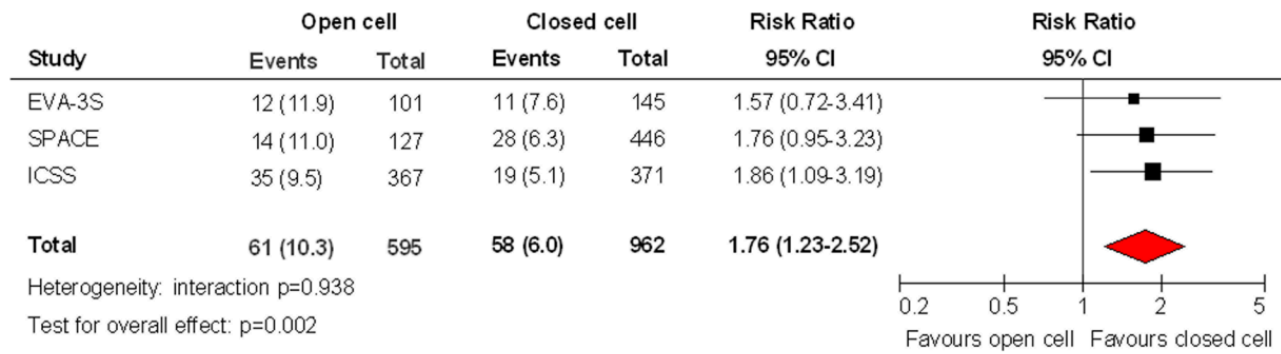 Open cell Closed cell Risk Ratio Risk Ratio
Study Events Total Events Total 95% CI 95% CI
EVA-3S 12 (11.9) 101 11 (7.6) 145 1.57 (0.72-3.41)
SPACE 14 (11.0) 127 28 (6.3) 446 1.76 (0.95-3.23)
ICSS 35 (9.5) 367 19 (5.1) 371 1.86 (1.09-3.19)
Total 61 (10.3) 595 58 (6.0) 962 1.76 (1.23-2.52)
Heterogeneity: interaction p=0.938
Test for overall effect: p=0.002
0.2 0.5 1 2 5
Favours open cell Favours closed cell